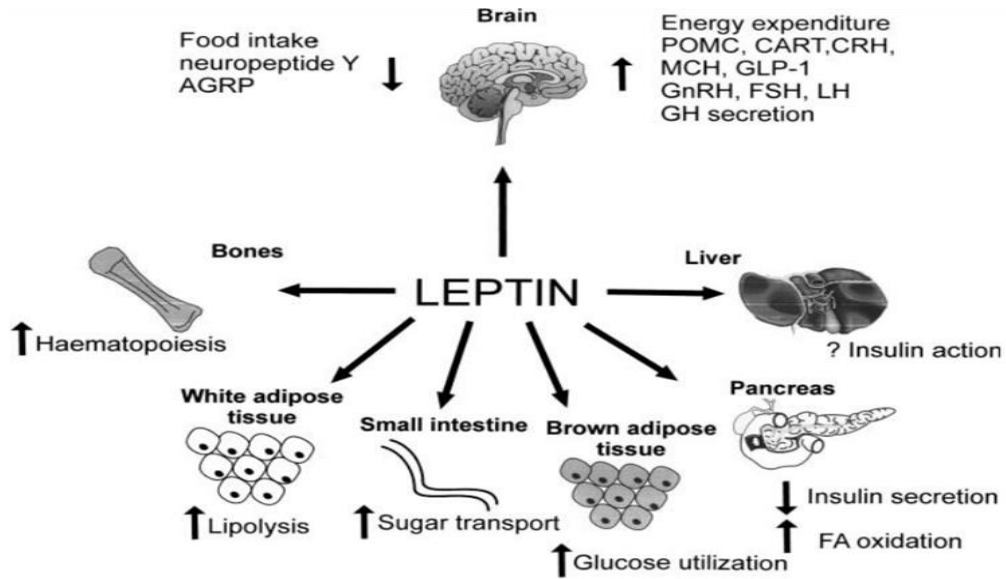 Brain
Food intake
neuropeptide Y
AGRP
Energy expenditure
POMC, CART,CRH,
MCH, GLP-1
GnRH, FSH, LH
GH secretion
Bones
Haematopoiesis
LEPTIN
Liver
? Insulin action
White adipose
tissue
Lipolysis
Small intestine
Sugar transport
Brown adipose
tissue
Glucose utilization
Pancreas
Insulin secretion
FA oxidation